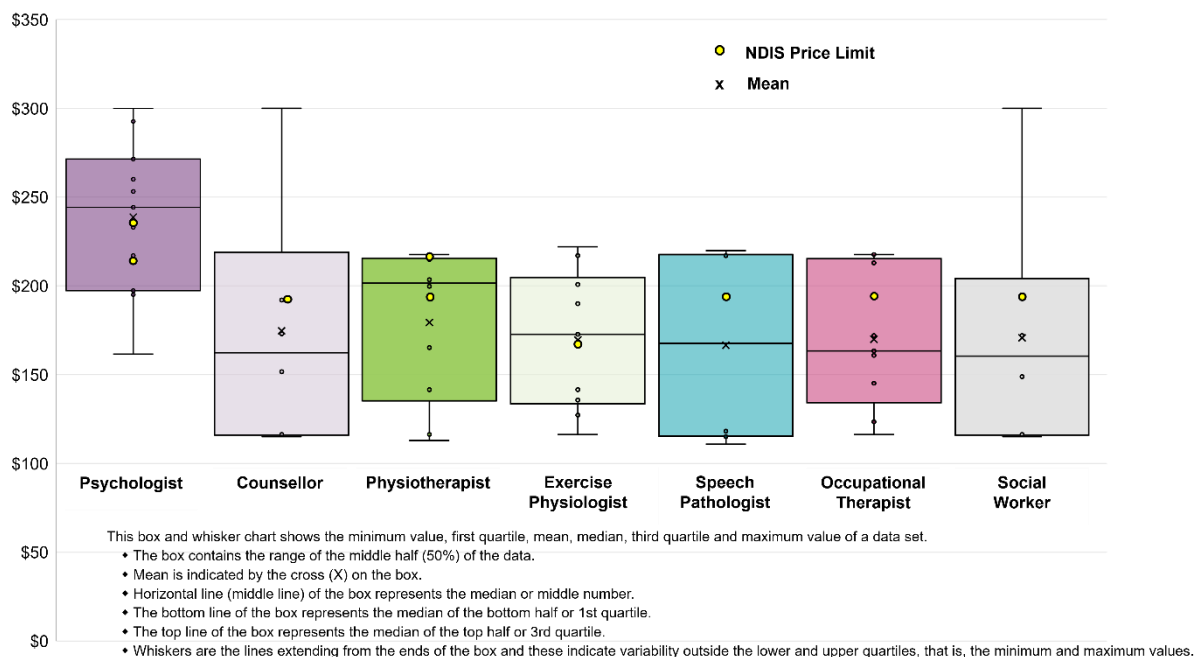 $350
NDIS Price Limit
x Mean
$300
$250
$200
$150
$100
Psychologist
Counsellor
Physiotherapist
Exercise
Physiologist
Speech
Pathologist
Occupational
Therapist
Social
Worker
This box and whisker chart shows the minimum value, first quartile, mean, median, third quartile and maximum value of a data set.
$50
♦ The box contains the range of the middle half (50%) of the data.
♦ Mean is indicated by the cross (X) on the box.
♦ Horizontal line (middle line) of the box represents the median or middle number.
♦ The bottom line of the box represents the median of the bottom half or 1st quartile.
♦ The top line of the box represents the median of the top half or 3rd quartile.
$0
♦ Whiskers are the lines extending from the ends of the box and these indicate variability outside the lower and upper quartiles, that is, the minimum and maximum values.